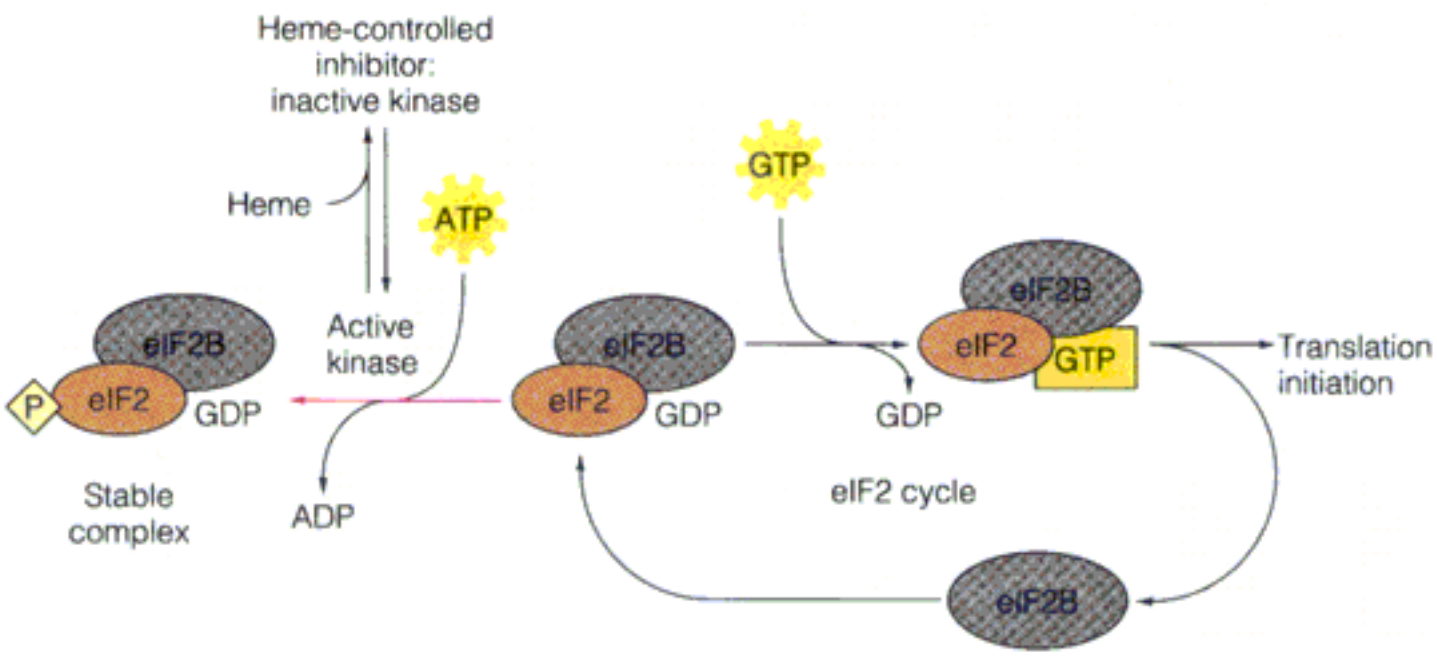 Heme-controlled
inhibitor:
inactive kinase
Heme
ATP
GTP
eIF2B
eIF2
GDP
P
Active
kinase
eIF2B
eIF2
GDP
GDP
eIF2B
eIF2
GTP
Translation
initiation
Stable
complex
ADP
eIF2 cycle
eIF2B